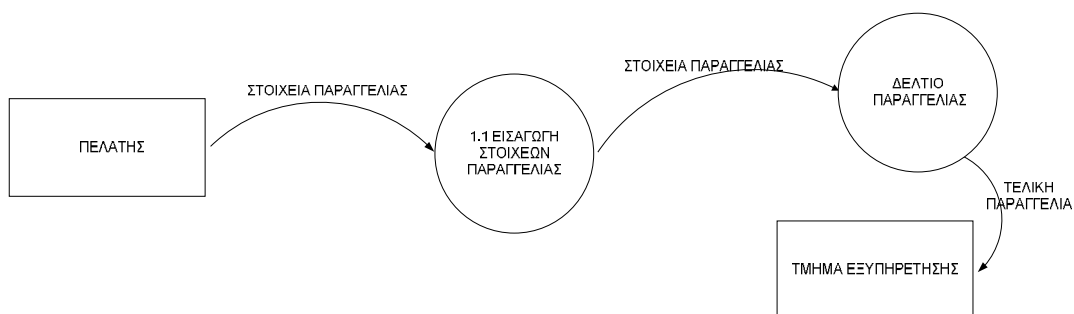 ΠΕΛΑΤΗΣ
ΣΤΟΙΧΕΙΑ ΠΑΡΑΓΓΕΛΙΑΣ
1.1 ΕΙΣΑΓΩΓΗ
ΣΤΟΙΧΕΩΝ
ΠΑΡΑΓΓΕΛΙΑΣ
ΣΤΟΙΧΕΙΑ ΠΑΡΑΓΓΕΛΙΑΣ
ΔΕΛΤΙΟ
ΠΑΡΑΓΓΕΛΙΑΣ
ΤΕΛΙΚΗ
ΠΑΡΑΓΓΕΛΙΑ
ΤΜΗΜΑ ΕΞΥΠΗΡΕΤΗΣΗΣ